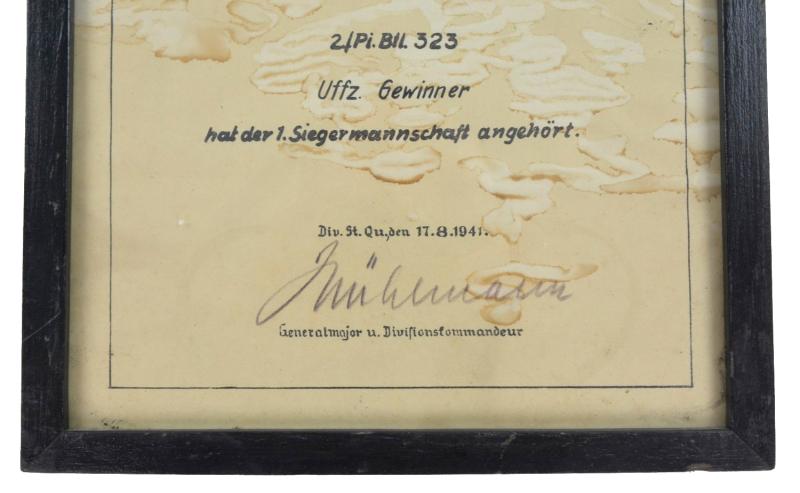 2./Pi.Btl. 323
Uffz. Gewinner
hat der 1. Siegermannschaft angehört.
Div. St. Qu., den 17.8.1941.
Mühlmann
Generalmajor u. Divisionskommandeur